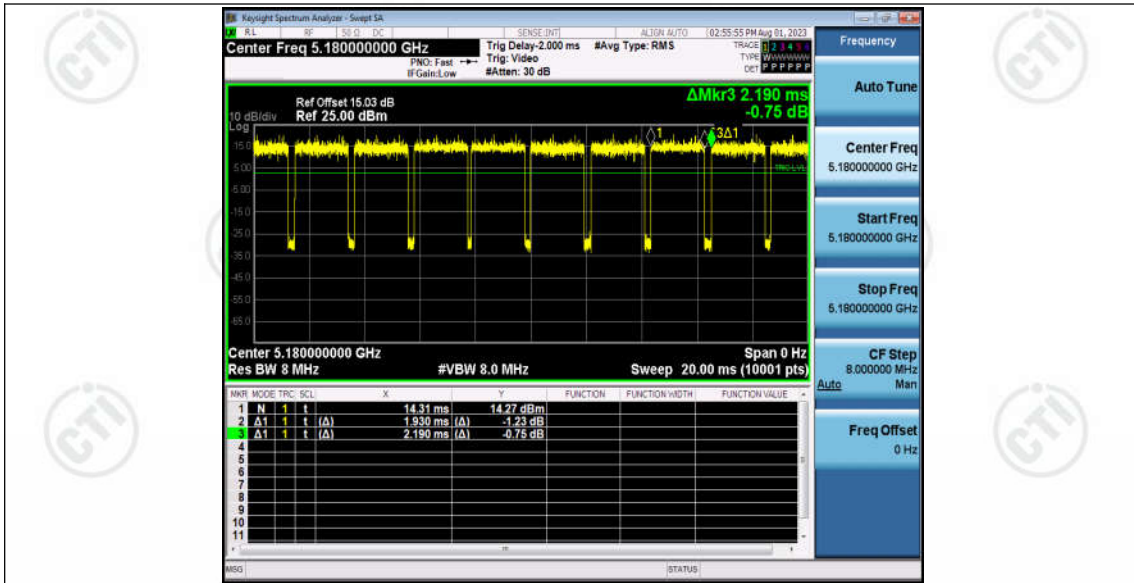 Keysight Spectrum Analyzer - Swept SA
RL RF 50 Ω DC SENSE:INT ALIGN AUTO 02:55:55 PM Aug 01, 2023
Center Freq 5.180000000 GHz
Trig Delay-2.000 ms #Avg Type: RMS
TRACE 1 2 3 4 5 6
PNO: Fast Trig: Video
TYPE WWWWWW
IFGain:Low #Atten: 30 dB
DET P P P P P P
Frequency
Auto Tune
ΔMkr3 2.190 ms
-0.75 dB
Ref Offset 15.03 dB
10 dB/div Ref 25.00 dBm
Log
1
3Δ1
15.0
5.00
TRIG LVL
-5.00
-15.0
-25.0
-35.0
-45.0
-55.0
-65.0
Center Freq
5.180000000 GHz
Start Freq
5.180000000 GHz
Stop Freq
5.180000000 GHz
CF Step
8.000000 MHz
Auto Man
Freq Offset
0 Hz
Center 5.180000000 GHz Span 0 Hz
Res BW 8 MHz #VBW 8.0 MHz Sweep 20.00 ms (10001 pts)
MKR MODE TRC SCL X Y FUNCTION FUNCTION WIDTH FUNCTION VALUE
1 N 1 t 14.31 ms 14.27 dBm
2 Δ1 1 t (Δ) 1.930 ms (Δ) -1.23 dB
3 Δ1 1 t (Δ) 2.190 ms (Δ) -0.75 dB
4
5
6
7
8
9
10
11
MSG STATUS
CTI
CTI
CTI
CTI